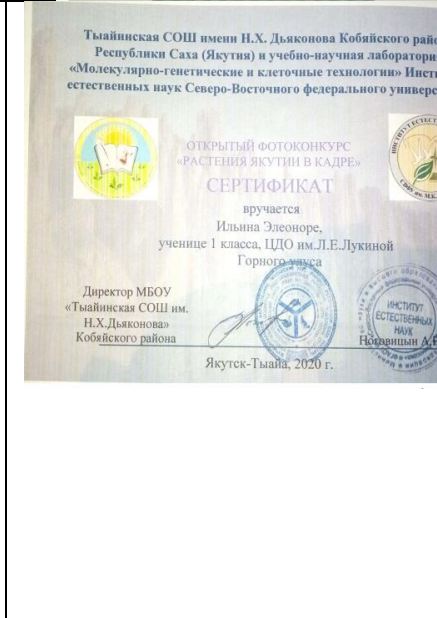 Тыайинская СОШ имени Н.Х. Дьяконова Кобяйского
Республики Саха (Якутия) и учебно-научная
«Молекулярно-генетические и клеточные технологии»
естественных наук Северо-Восточного федерального
ОТКРЫТЫЙ ФОТОКОНКУРС
«РАСТЕНИЯ ЯКУТИИ В КАДРЕ»
СЕРТИФИКАТ
вручается
Ильина Элеоноре,
ученице 1 класса, ЦДО им.Л.Е.Лукиной
Горного улуса
Директор МБОУ
«Тыайинская СОШ им.
Н.Х.Дьяконова»
Кобяйского района
ИНСТИТУТ
ЕСТЕСТВЕННЫХ
НАУК
Ноговицын
Якутск-Тыайа, 2020 г.